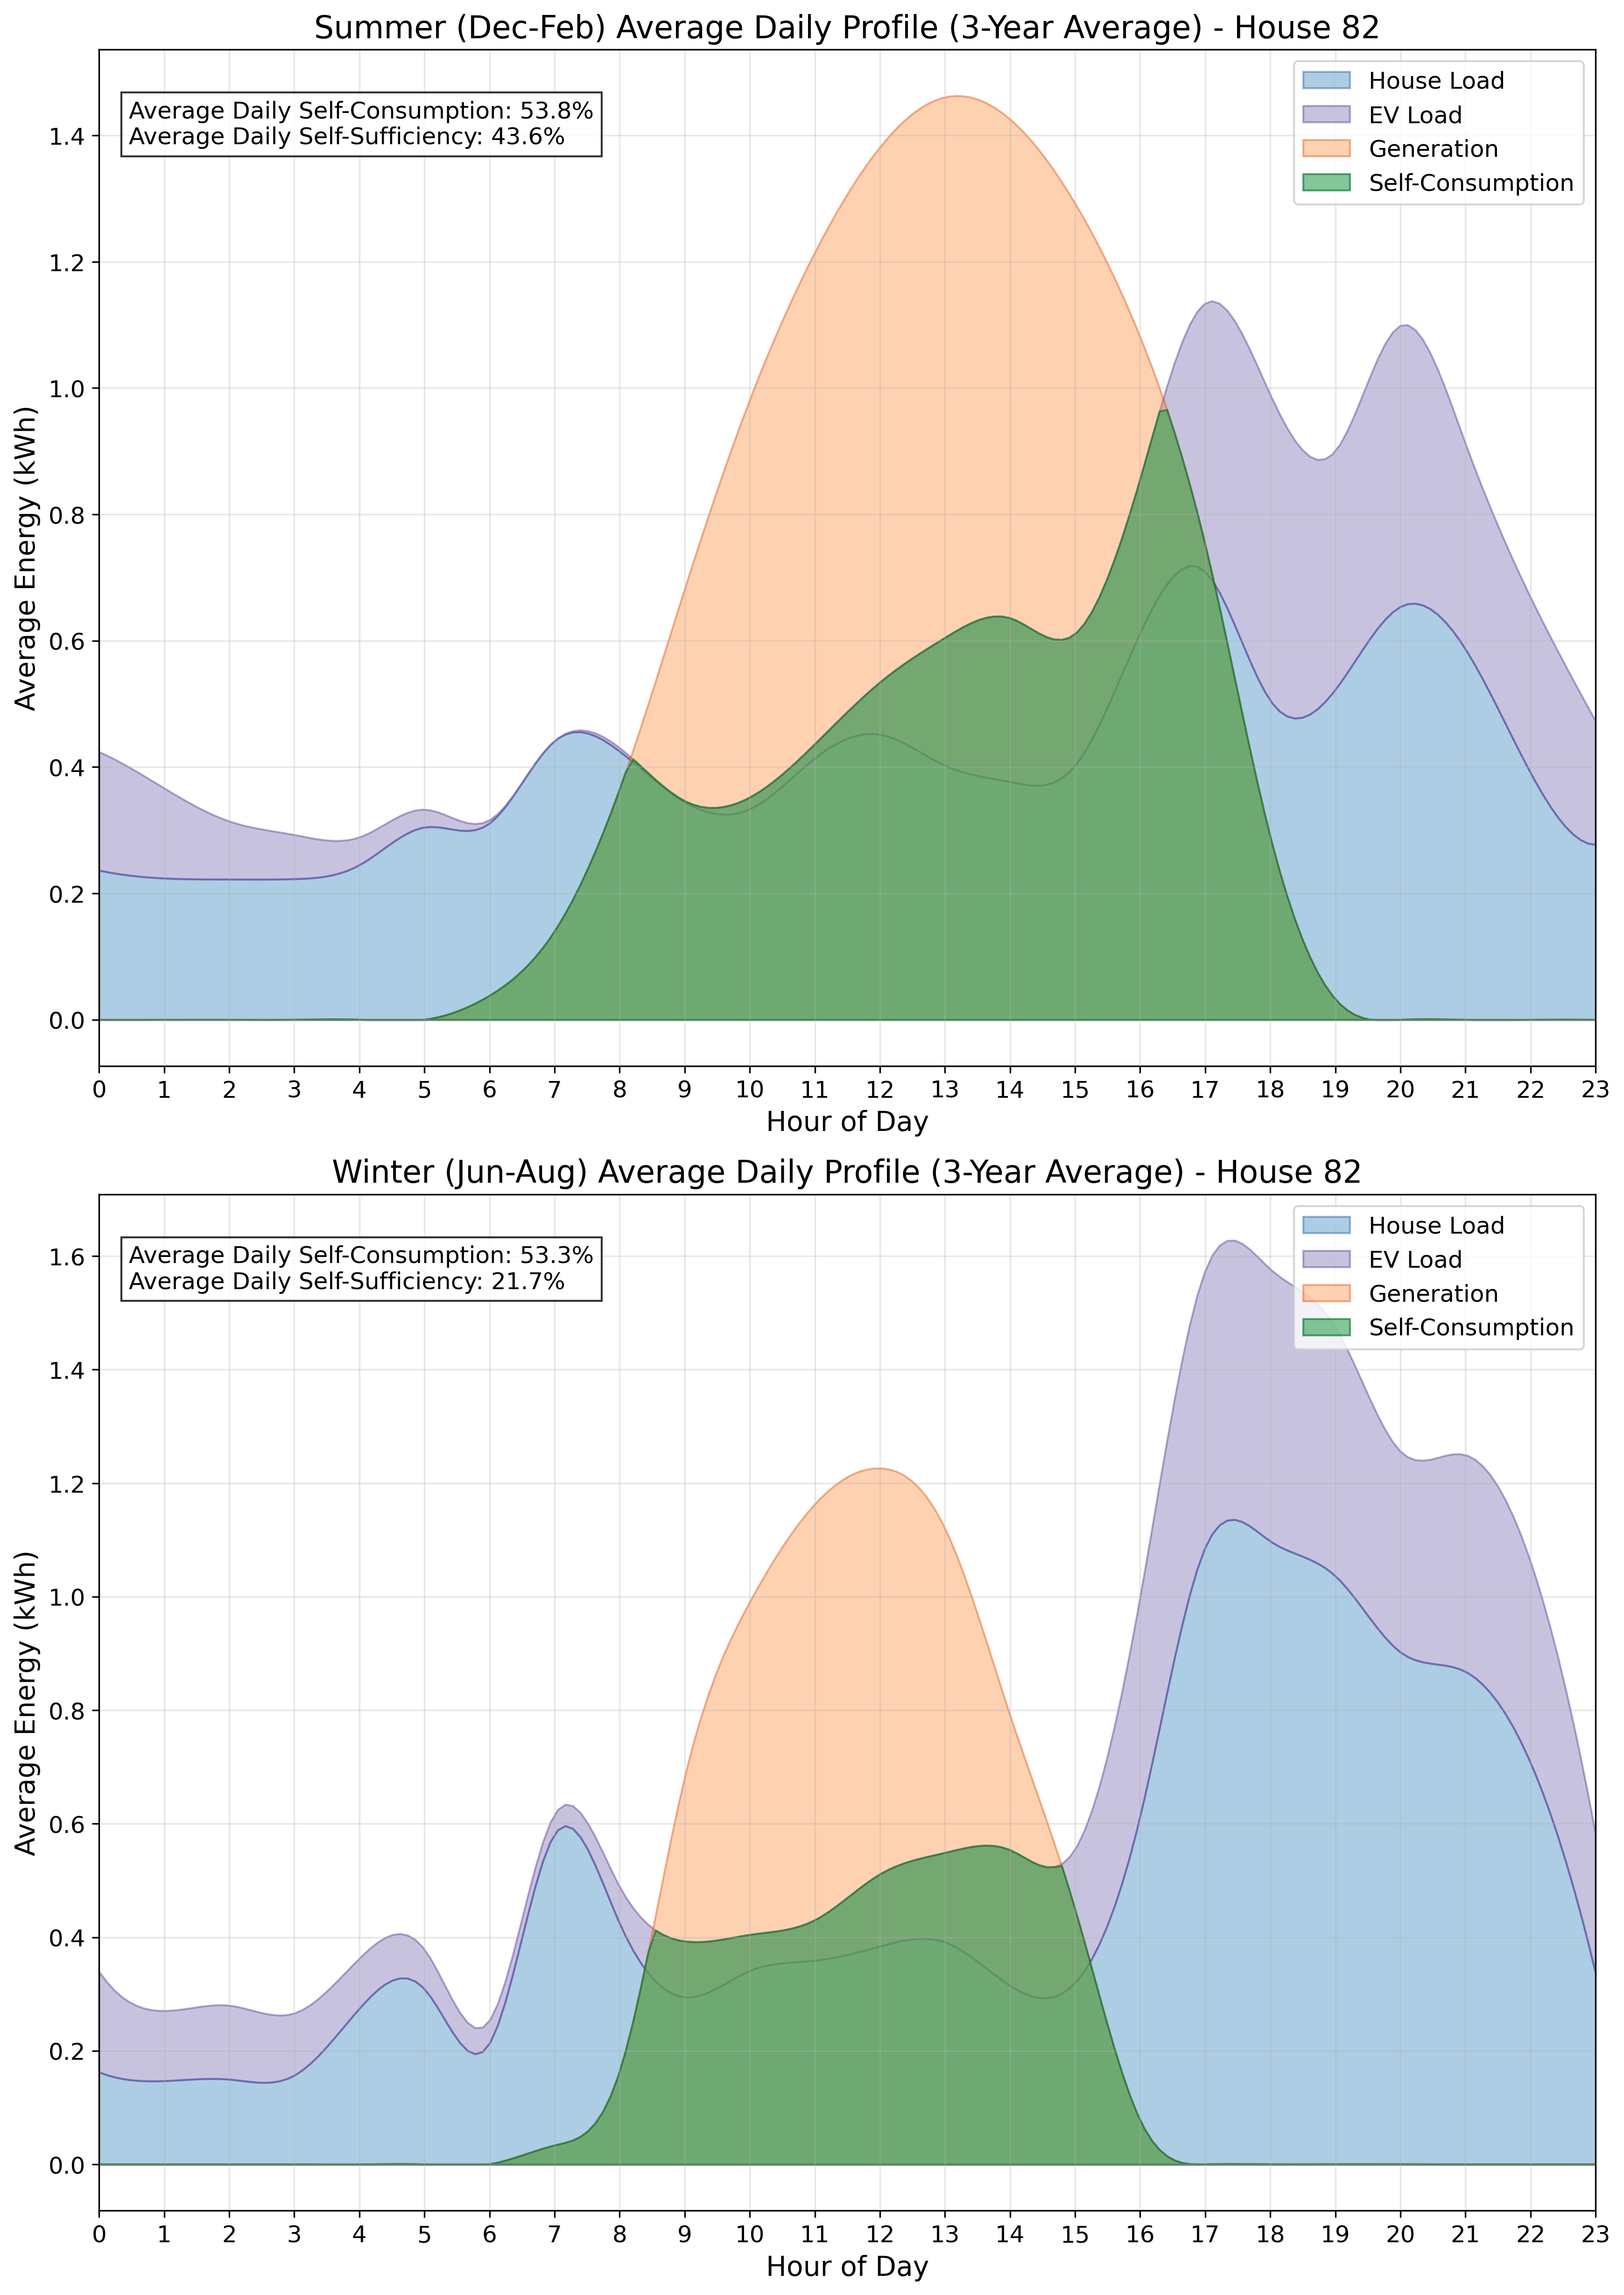 Summer (Dec-Feb) Average Daily Profile (3-Year Average) - House 82
Average Daily Self-Consumption: 53.8%
Average Daily Self-Sufficiency: 43.6%
House Load
EV Load
Generation
Self-Consumption
Average Energy (kWh)
1.4
1.2
1.0
0.8
0.6
0.4
0.2
0.0
0 1 2 3 4 5 6 7 8 9 10 11 12 13 14 15 16 17 18 19 20 21 22 23
Hour of Day
Winter (Jun-Aug) Average Daily Profile (3-Year Average) - House 82
Average Daily Self-Consumption: 53.3%
Average Daily Self-Sufficiency: 21.7%
House Load
EV Load
Generation
Self-Consumption
Average Energy (kWh)
1.6
1.4
1.2
1.0
0.8
0.6
0.4
0.2
0.0
0 1 2 3 4 5 6 7 8 9 10 11 12 13 14 15 16 17 18 19 20 21 22 23
Hour of Day